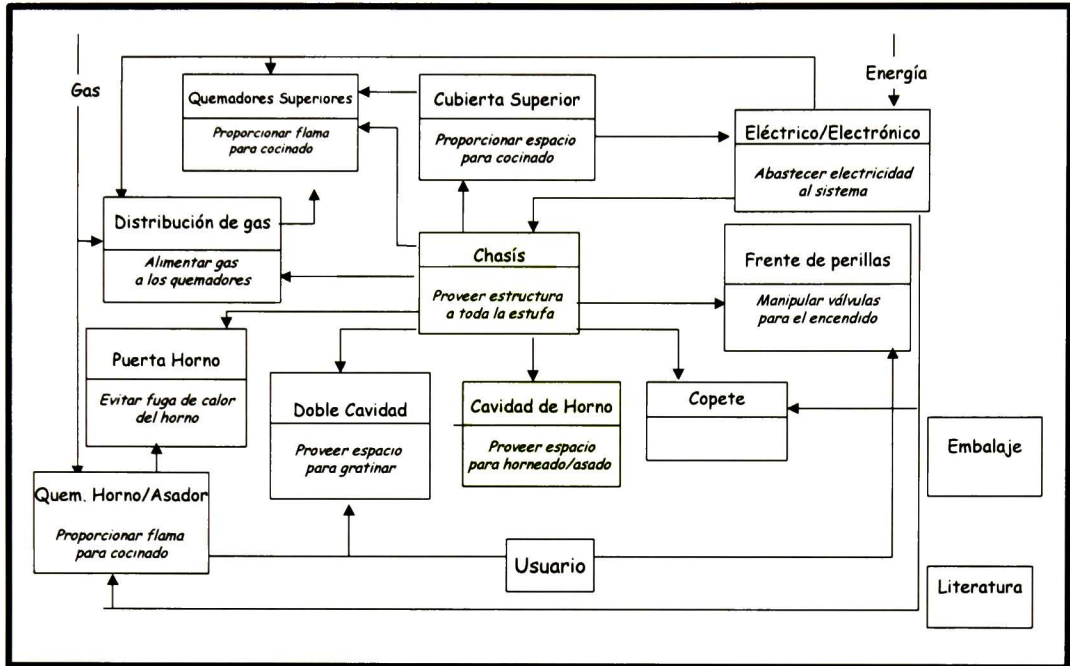 Gas
Energía
Quemadores Superiores
Proporcionar flama
para cocinado
Cubierta Superior
Proporcionar espacio
para cocinado
Eléctrico/Electrónico
Abastecer electricidad
al sistema
Distribución de gas
Alimentar gas
a los quemadores
Chasís
Proveer estructura
a toda la estufa
Frente de perillas
Manipular válvulas
para el encendido
Puerta Horno
Evitar fuga de calor
del horno
Doble Cavidad
Proveer espacio
para gratinar
Cavidad de Horno
Proveer espacio
para horneado/asado
Copete
Embalaje
Quem. Horno/Asador
Proporcionar flama
para cocinado
Usuario
Literatura